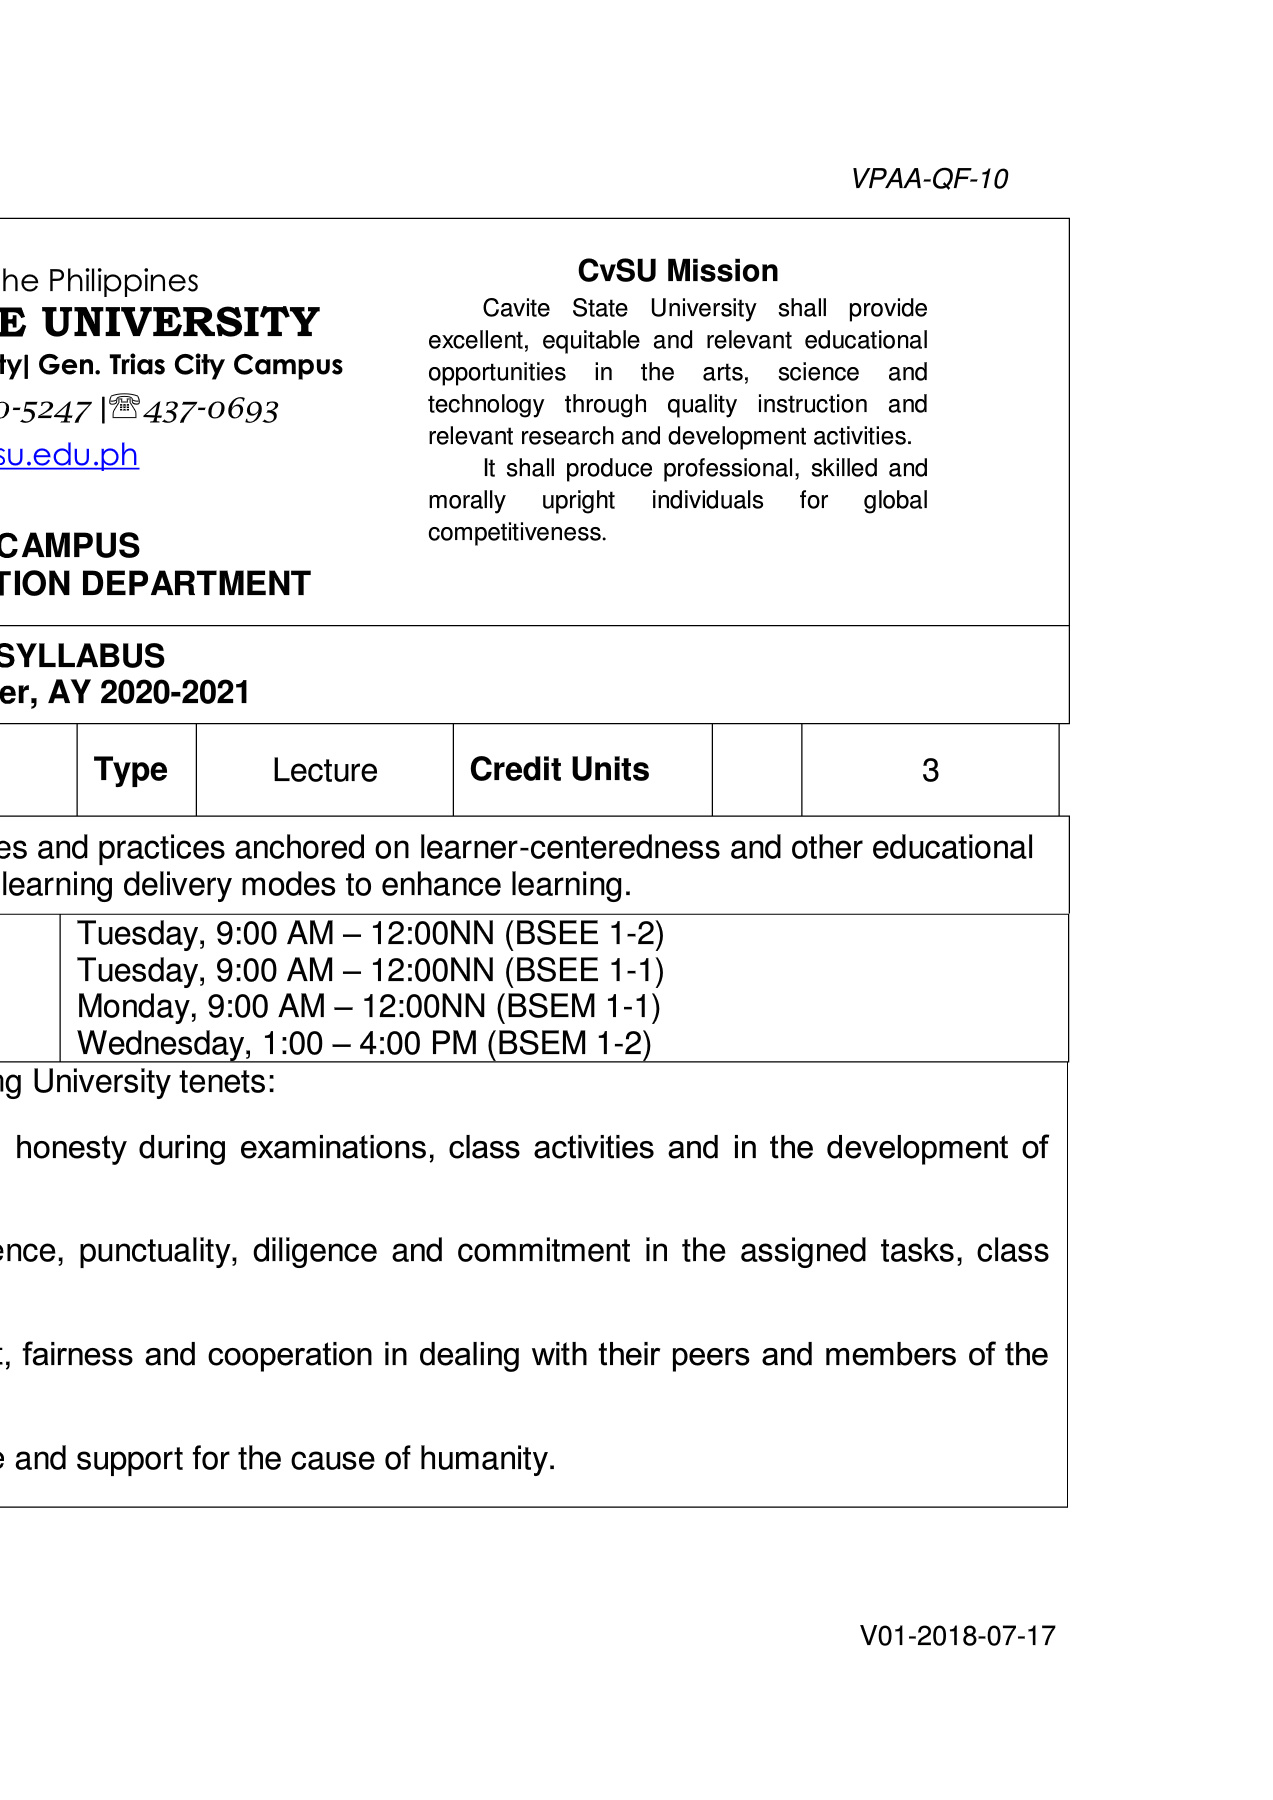 VPAA-QF-10
he Philippines
E UNIVERSITY
ty| Gen. Trias City Campus
0-5247 |☏437-0693
su.edu.ph
CAMPUS
TION DEPARTMENT
CvSU Mission
Cavite State University shall provide
excellent, equitable and relevant educational
opportunities in the arts, science and
technology through quality instruction and
relevant research and development activities.
It shall produce professional, skilled and
morally upright individuals for global
competitiveness.
SYLLABUS
er, AY 2020-2021
Type Lecture Credit Units 3
es and practices anchored on learner-centeredness and other educational
learning delivery modes to enhance learning.
Tuesday, 9:00 AM – 12:00NN (BSEE 1-2)
Tuesday, 9:00 AM – 12:00NN (BSEE 1-1)
Monday, 9:00 AM – 12:00NN (BSEM 1-1)
Wednesday, 1:00 – 4:00 PM (BSEM 1-2)
ng University tenets:
honesty during examinations, class activities and in the development of
ence, punctuality, diligence and commitment in the assigned tasks, class
t, fairness and cooperation in dealing with their peers and members of the
e and support for the cause of humanity.
V01-2018-07-17